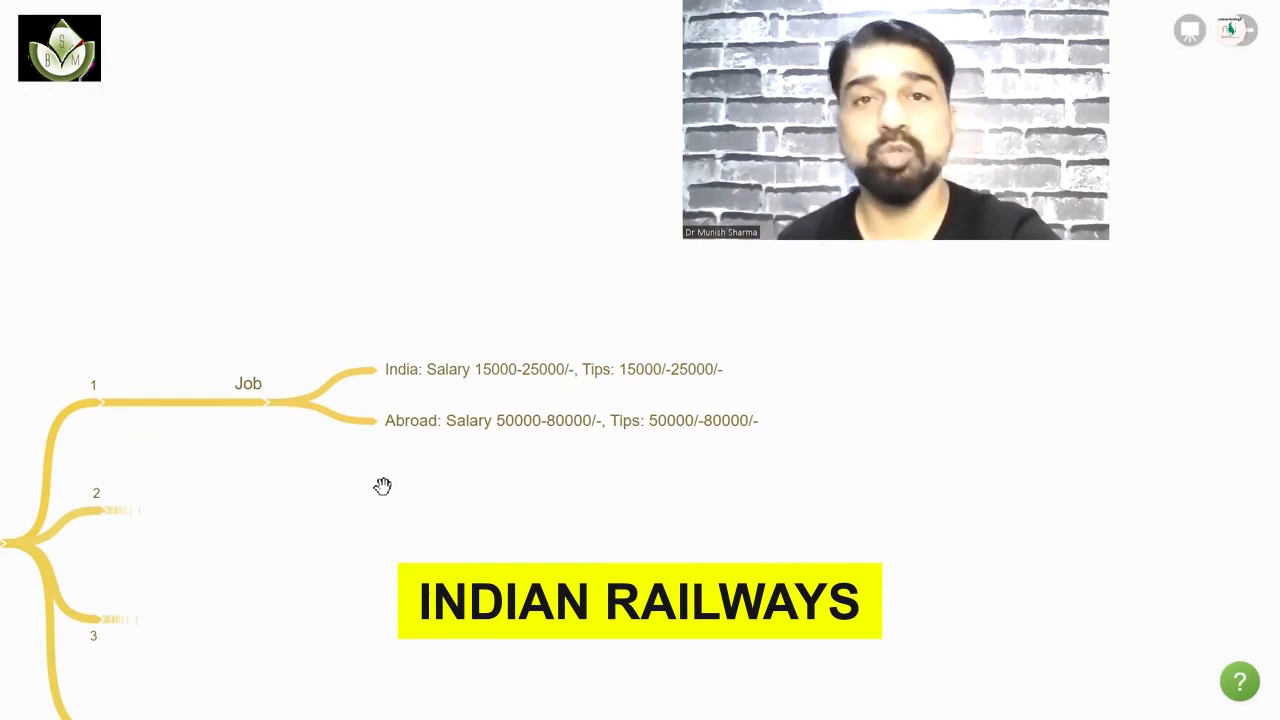 S
B V M
Dr Munish Sharma
India: Salary 15000-25000/-, Tips: 15000/-25000/-
1
Job
Abroad: Salary 50000-80000/-, Tips: 50000/-80000/-
2
INDIAN RAILWAYS
3
?